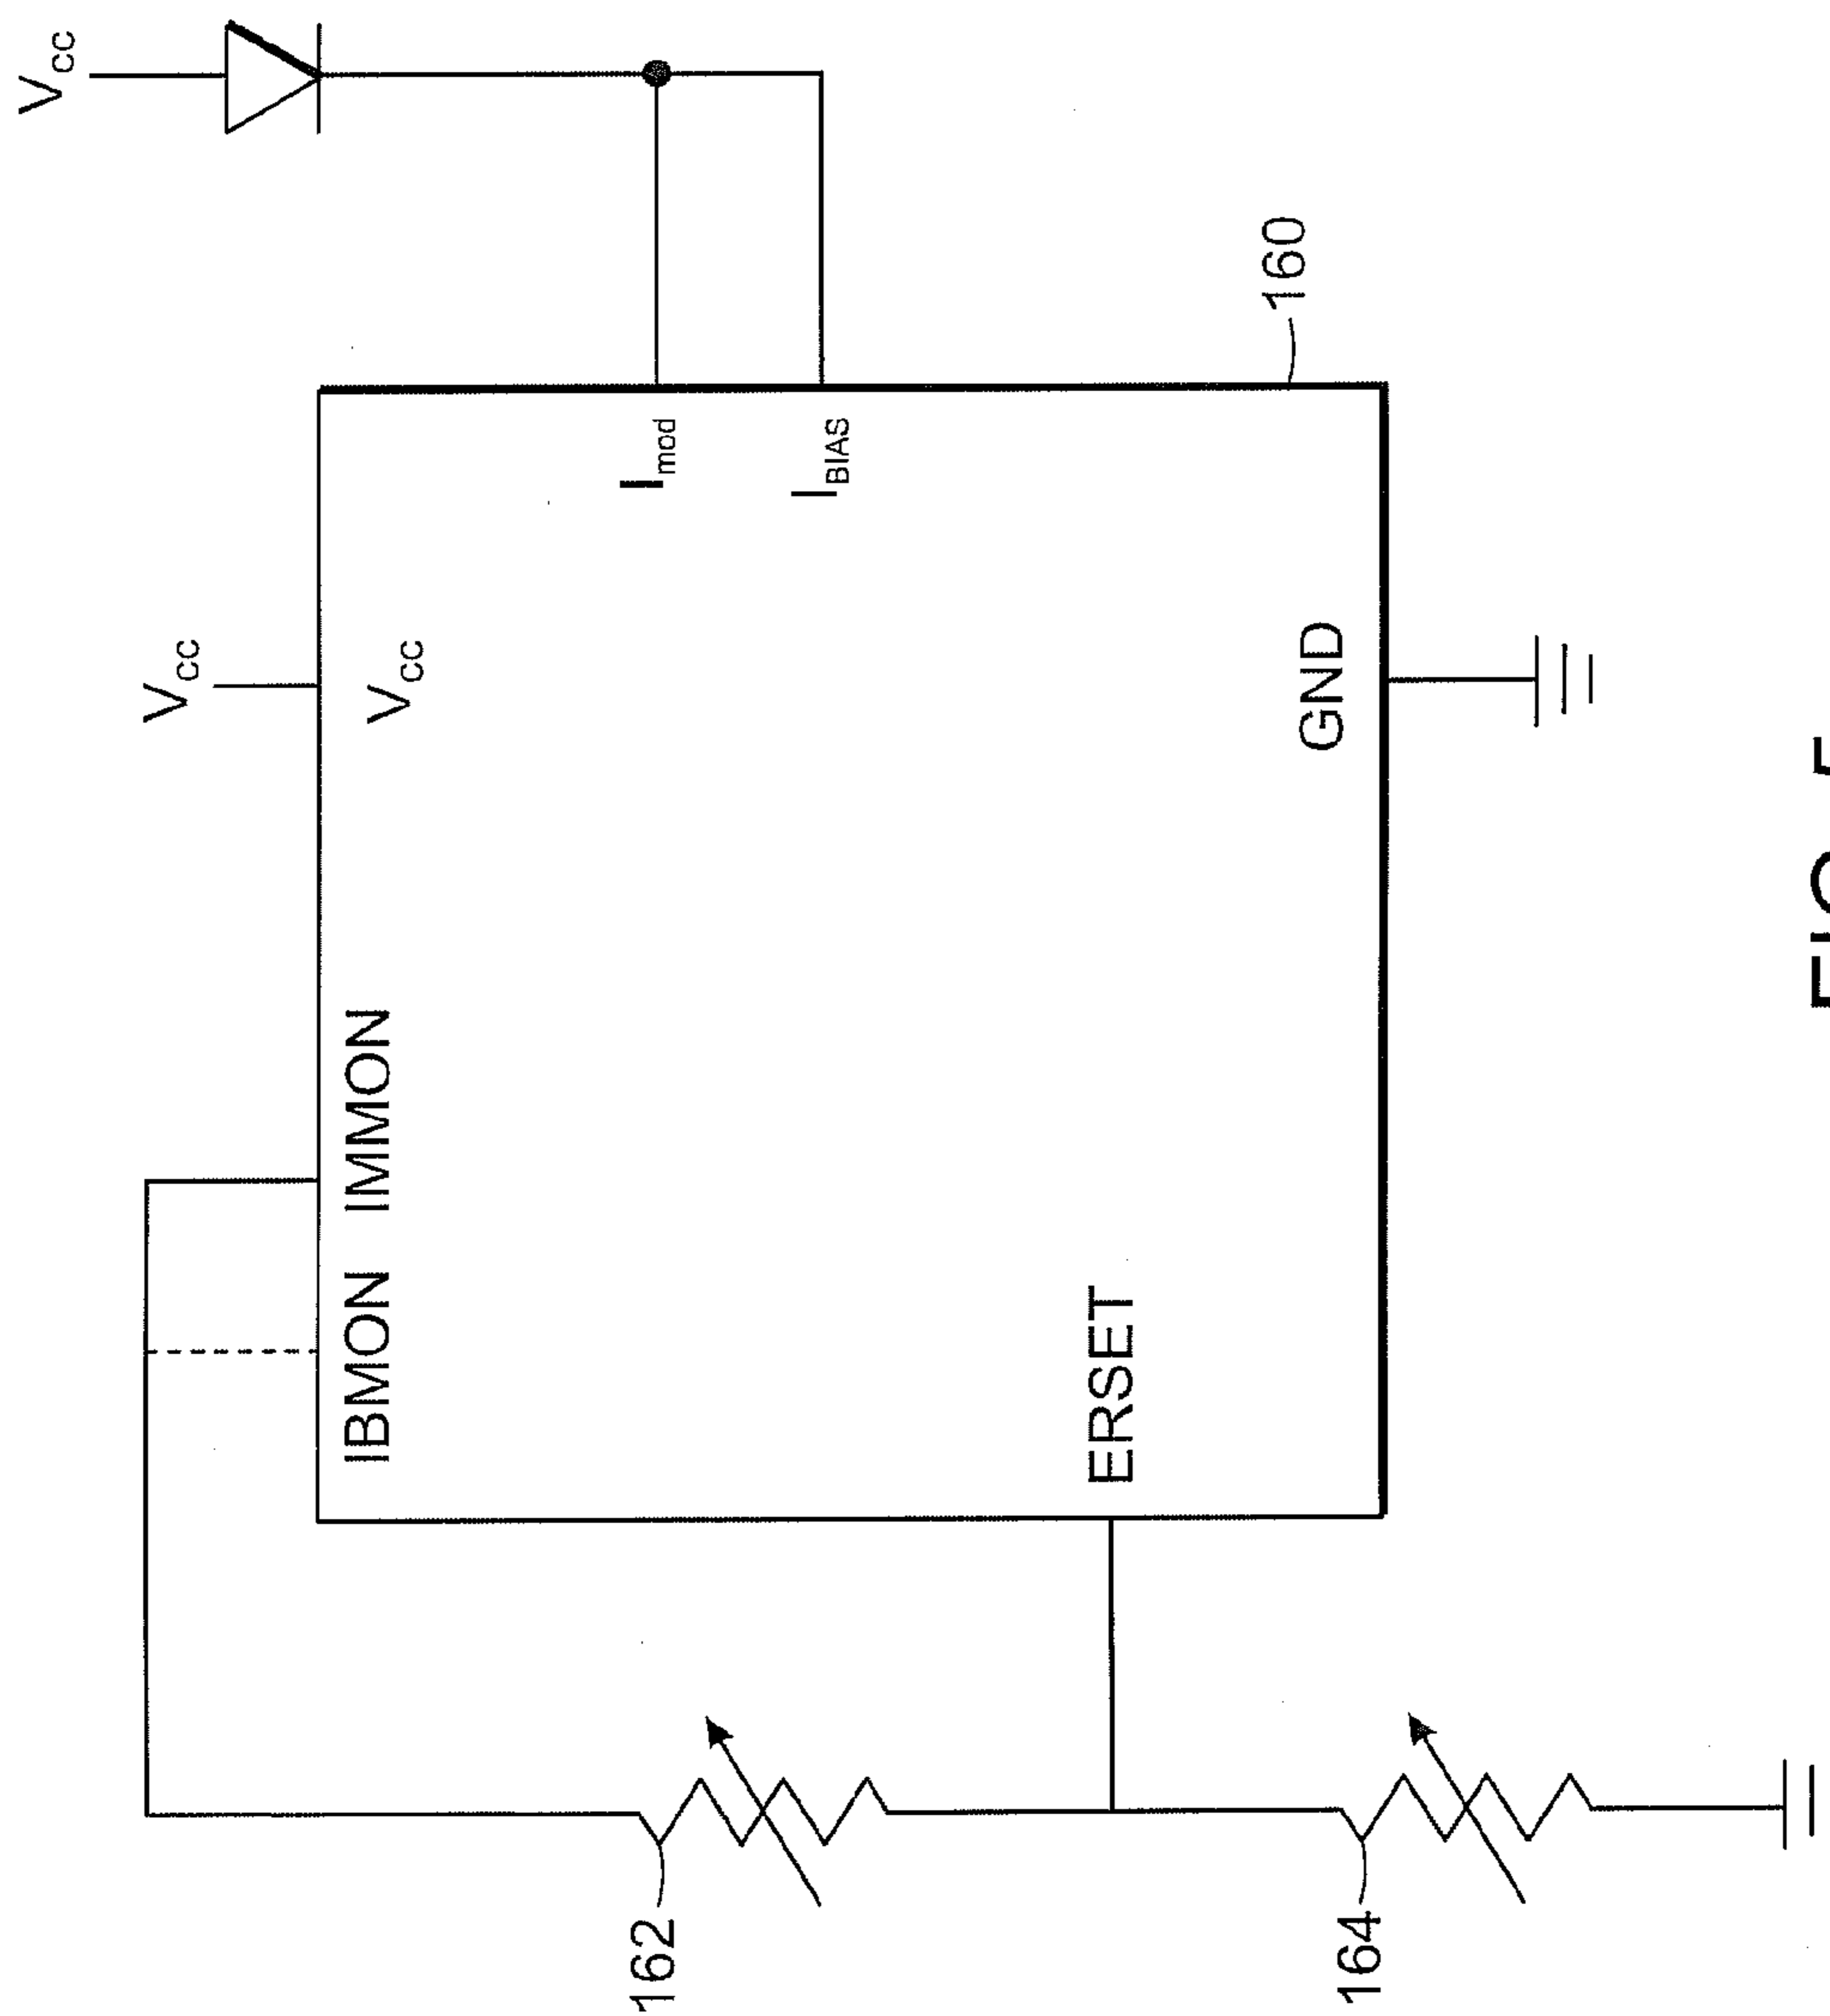 VCC
VCC
VCC
IBMON IMMON
Imod
IBIAS
160
ERSET
GND
162
164